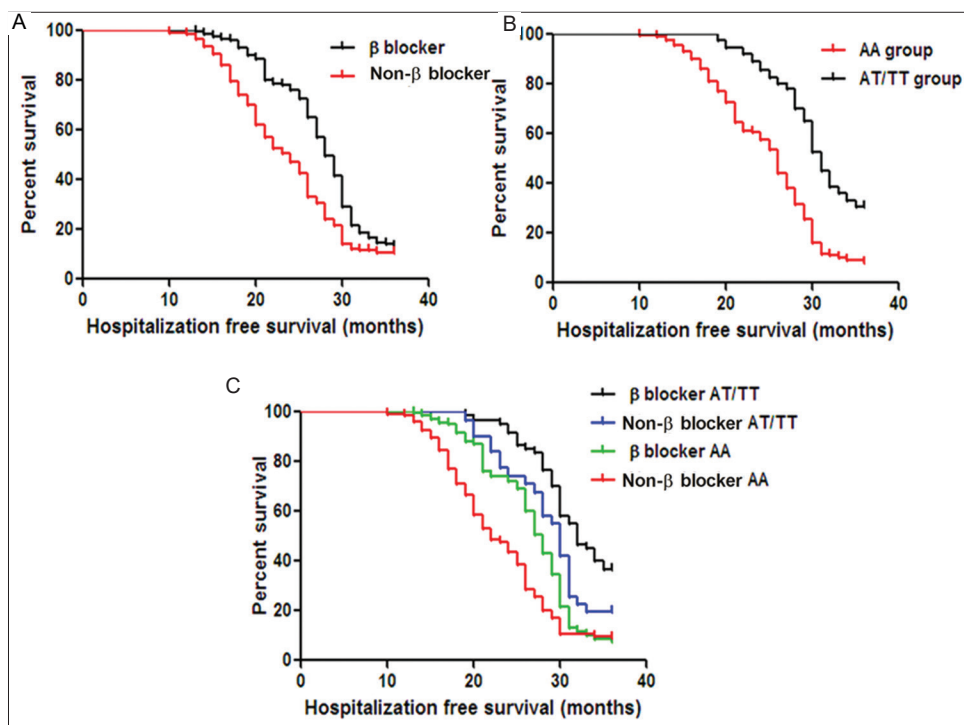 A
100
80
60
40
20
0
Percent survival
β blocker
Non-β blocker
0 10 20 30 40
Hospitalization free survival (months)
B
100
80
60
40
20
0
Percent survival
AA group
AT/TT group
0 10 20 30 40
Hospitalization free survival (months)
C
100
80
60
40
20
0
Percent survival
β blocker AT/TT
Non-β blocker AT/TT
β blocker AA
Non-β blocker AA
0 10 20 30 40
Hospitalization free survival (months)